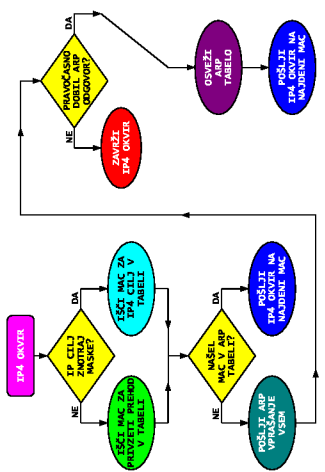 IP4 OKVIR
IP CILJ
ZNOTRAJ
MASKE?
NE
DA
IŠČI MAC ZA
PRIVZETI PREHOD
V TABELI
IŠČI MAC ZA
IP4 CILJ V
TABELI
NAŠEL
MAC V ARP
TABELI?
NE
DA
POŠLJI ARP
VPRAŠANJE
VSEM
POŠLJI
IP4 OKVIR NA
NAJDENI MAC
PRAVOČASNO
DOBIL ARP
ODGOVOR?
NE
DA
ZAVRŽI
IP4 OKVIR
OSVEŽI
ARP
TABELO
POŠLJI
IP4 OKVIR NA
NAJDENI MAC